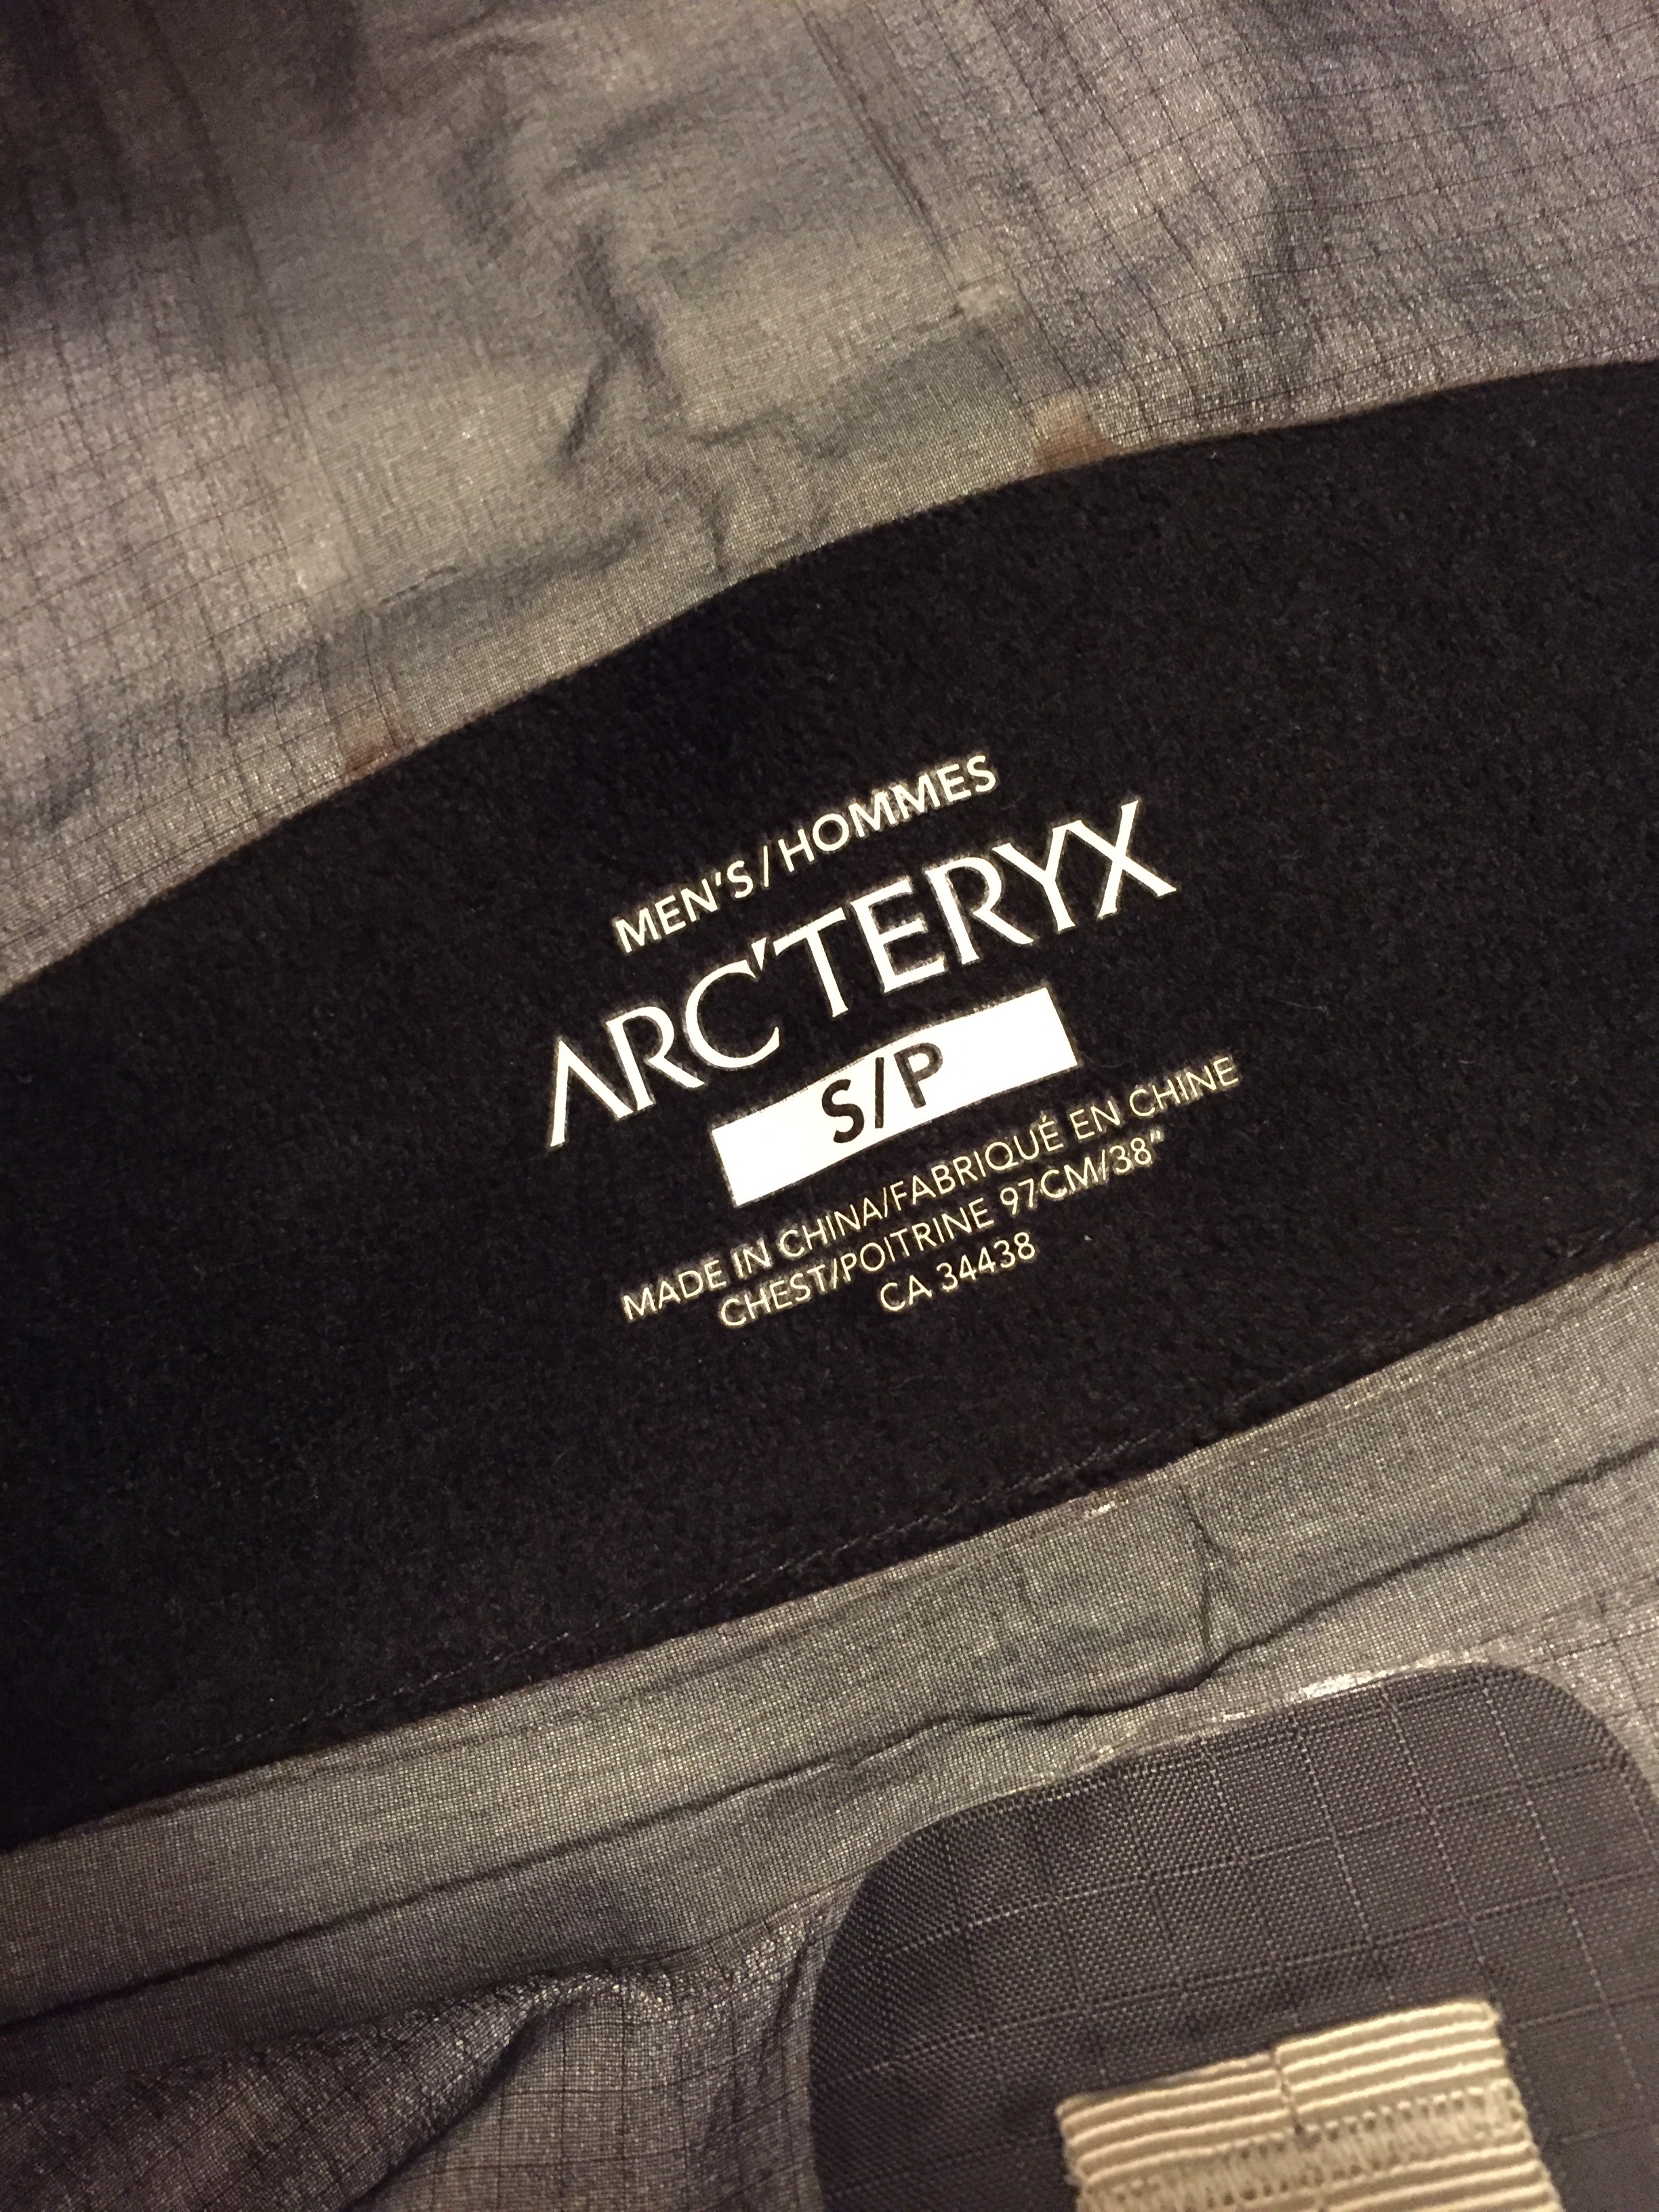 MEN'S/HOMMES
ARC'TERYX
S/P
MADE IN CHINA/FABRIQUÉ EN CHINE
CHEST/POITRINE 97CM/38"
CA 34438